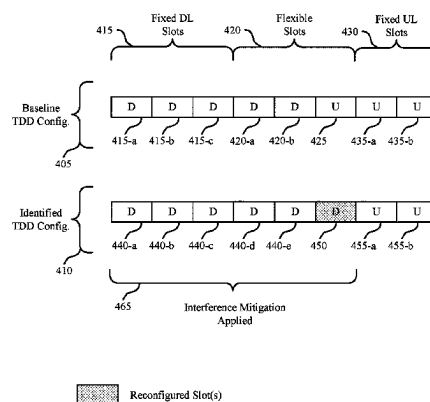 415
Fixed DL
Slots
420
Flexible
Slots
430
Fixed UL
Slots
Baseline
TDD Config.
405
D D D D D U U U
415-a 415-b 415-c 420-a 420-b 425 435-a 435-b
Identified
TDD Config.
410
D D D D D D U U
440-a 440-b 440-c 440-d 440-e 450 455-a 455-b
465
Interference Mitigation
Applied
Reconfigured Slot(s)